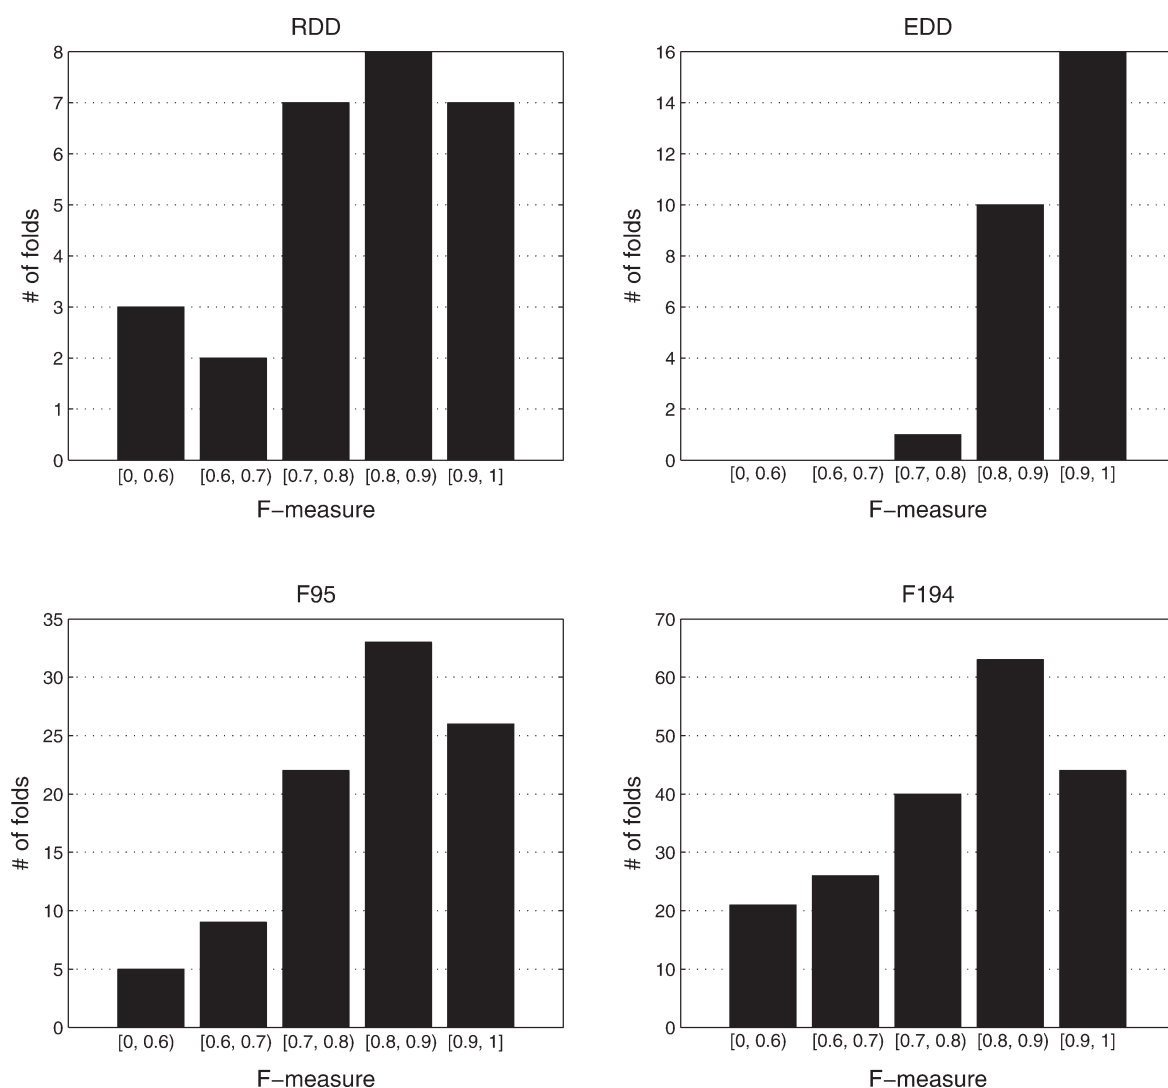 RDD
8
7
6
5
4
3
2
1
0
# of folds
[0, 0.6) [0.6, 0.7) [0.7, 0.8) [0.8, 0.9) [0.9, 1]
F−measure
EDD
16
14
12
10
8
6
4
2
0
# of folds
[0, 0.6) [0.6, 0.7) [0.7, 0.8) [0.8, 0.9) [0.9, 1]
F−measure
F95
35
30
25
20
15
10
5
0
# of folds
[0, 0.6) [0.6, 0.7) [0.7, 0.8) [0.8, 0.9) [0.9, 1]
F−measure
F194
70
60
50
40
30
20
10
0
# of folds
[0, 0.6) [0.6, 0.7) [0.7, 0.8) [0.8, 0.9) [0.9, 1]
F−measure